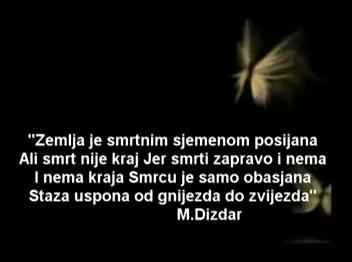 "Zemlja je smrtnim sjemenom posijana
Ali smrt nije kraj Jer smrti zapravo i nema
I nema kraja Smrcu je samo obasjana
Staza uspona od gnijezda do zvijezda"
M.Dizdar